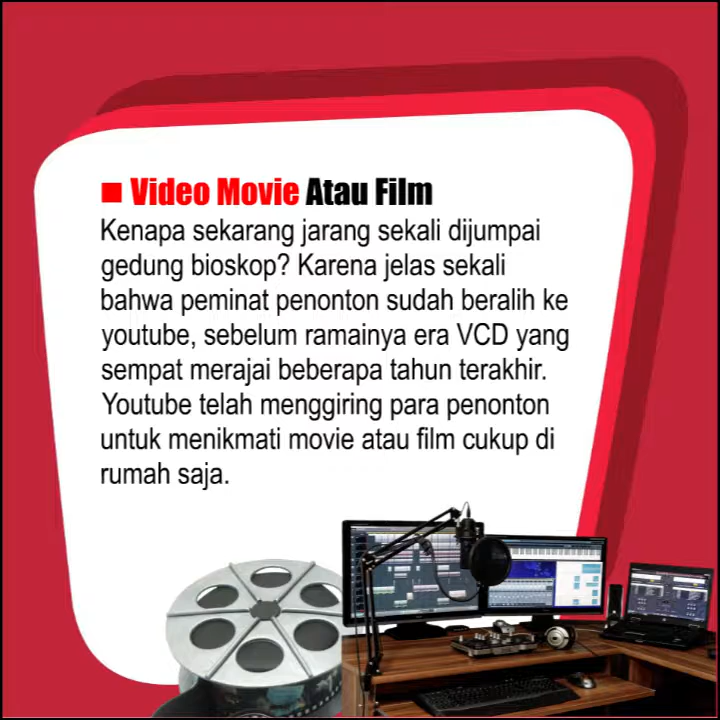 Video Movie Atau Film
Kenapa sekarang jarang sekali dijumpai
gedung bioskop? Karena jelas sekali
bahwa peminat penonton sudah beralih ke
youtube, sebelum ramainya era VCD yang
sempat merajai beberapa tahun terakhir.
Youtube telah menggiring para penonton
untuk menikmati movie atau film cukup di
rumah saja.